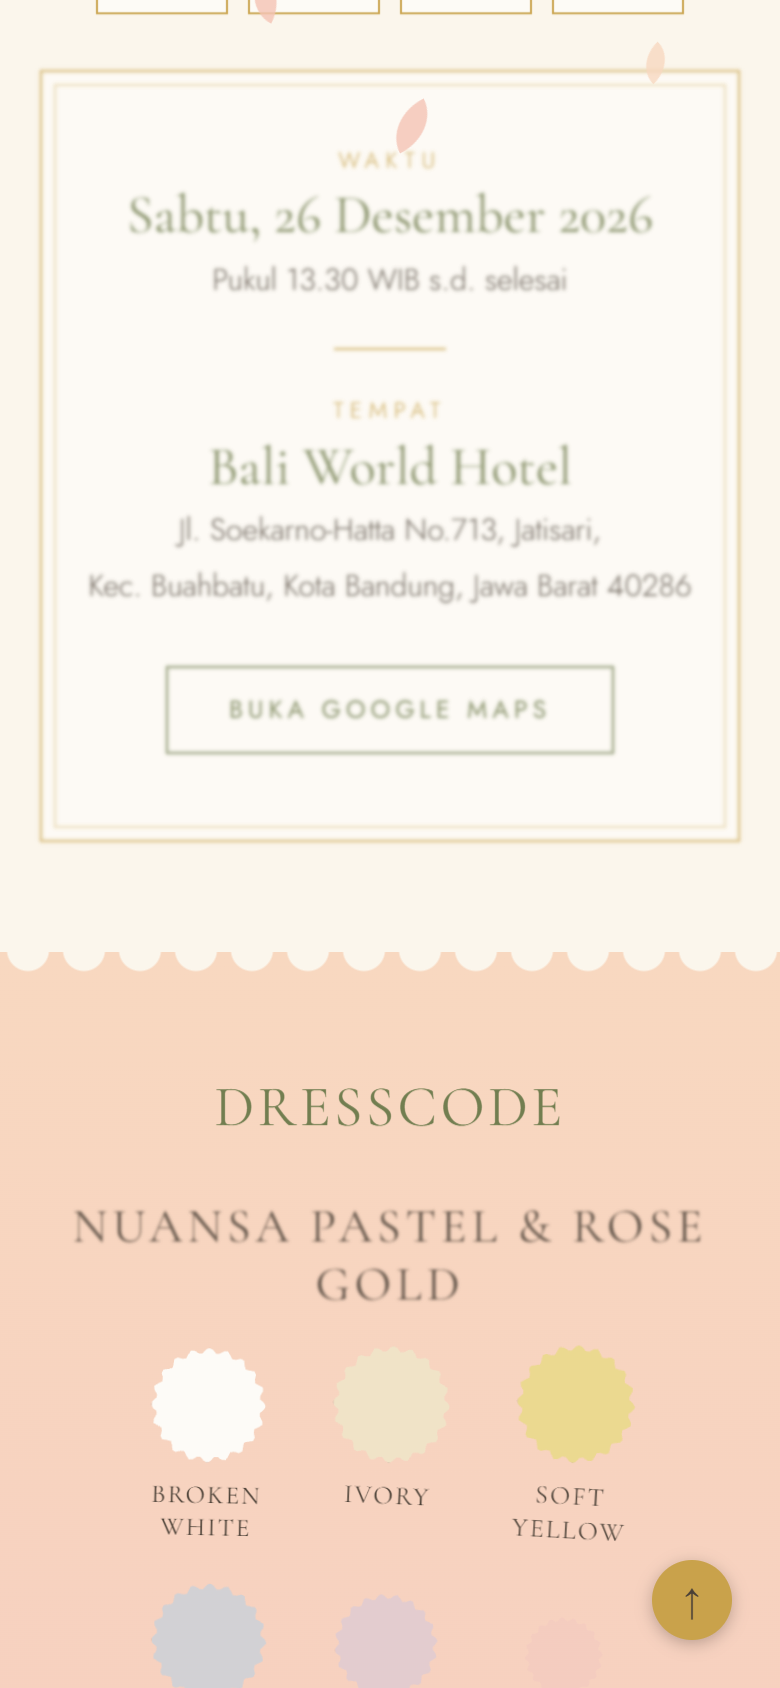 WAKTU
Sabtu, 26 Desember 2026
Pukul 13.30 WIB s.d. selesai
TEMPAT
Bali World Hotel
Jl. Soekarno-Hatta No.713, Jatisari,
Kec. Buahbatu, Kota Bandung, Jawa Barat 40286
BUKA GOOGLE MAPS
DRESSCODE
NUANSA PASTEL & ROSE
GOLD
BROKEN
WHITE
IVORY
SOFT
YELLOW
↑